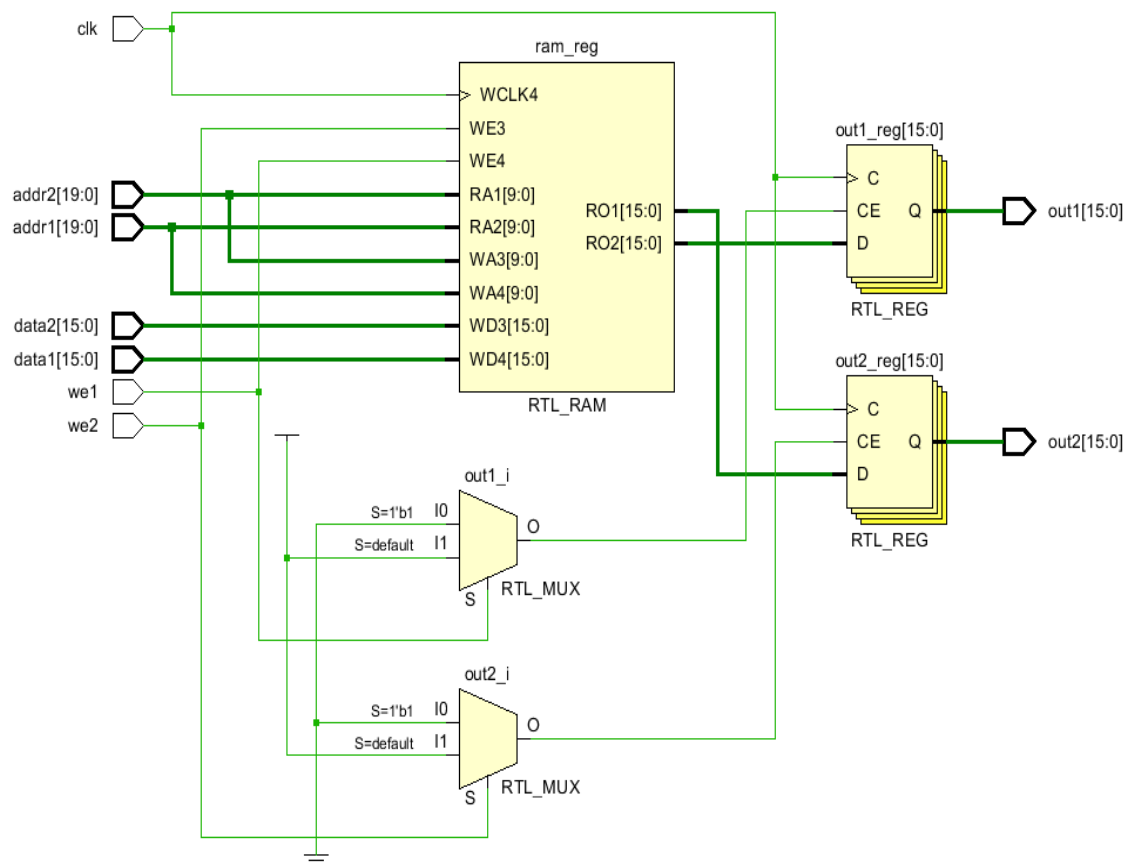 clk
ram_reg
WCLK4
WE3
WE4
addr2[19:0]
RA1[9:0]
addr1[19:0]
RA2[9:0]
WA3[9:0]
WA4[9:0]
data2[15:0]
WD3[15:0]
data1[15:0]
WD4[15:0]
RO1[15:0]
RO2[15:0]
RTL_RAM
we1
we2
out1_reg[15:0]
C
CE
Q
D
RTL_REG
out1[15:0]
out2_reg[15:0]
C
CE
Q
D
RTL_REG
out2[15:0]
out1_i
S=1'b1
I0
S=default
I1
O
S
RTL_MUX
out2_i
S=1'b1
I0
S=default
I1
O
S
RTL_MUX